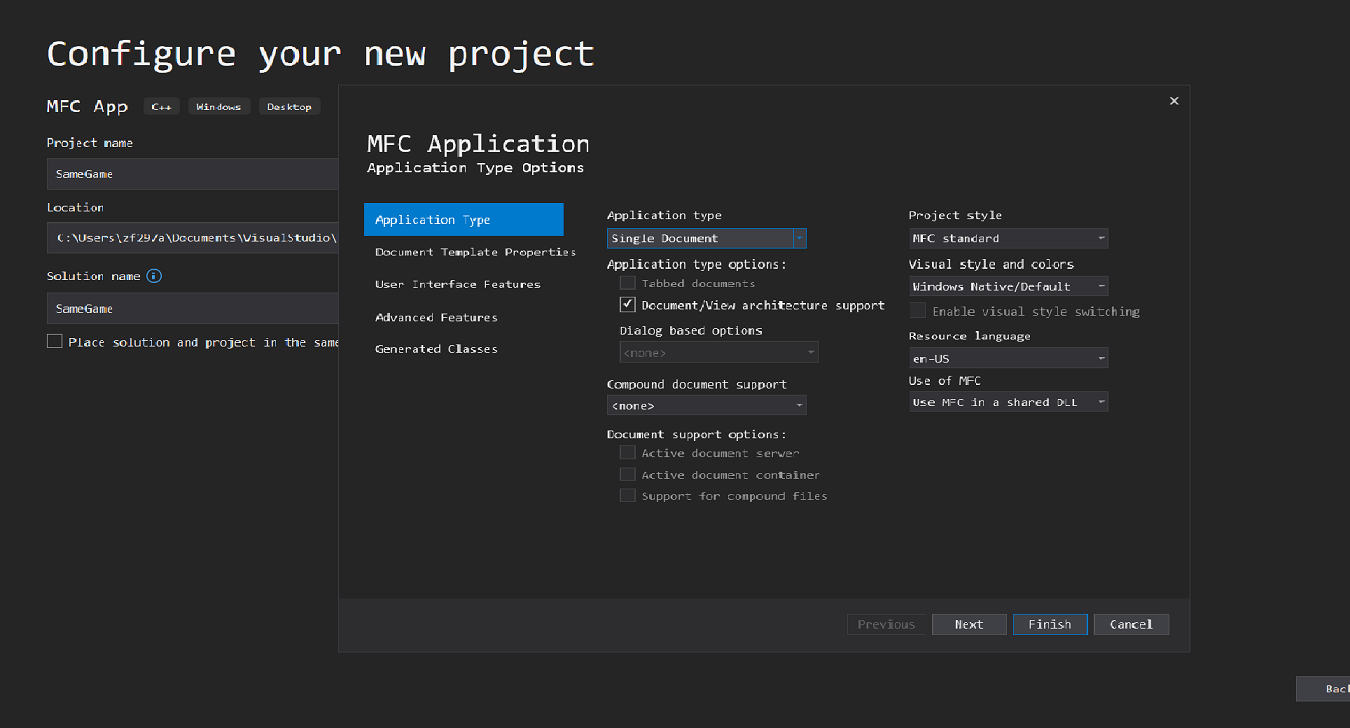 Configure your new project
MFC App C++ Windows Desktop
Project name
SameGame
Location
C:\Users\zf297a\Documents\VisualStudio\
Solution name
SameGame
Place solution and project in the same
MFC Application
Application Type Options
Application Type
Document Template Properties
User Interface Features
Advanced Features
Generated Classes
Application type
Single Document
Application type options:
Tabbed documents
Document/View architecture support
Dialog based options
<none>
Compound document support
<none>
Document support options:
Active document server
Active document container
Support for compound files
Project style
MFC standard
Visual style and colors
Windows Native/Default
Enable visual style switching
Resource language
en-US
Use of MFC
Use MFC in a shared DLL
Previous Next Finish Cancel
Back